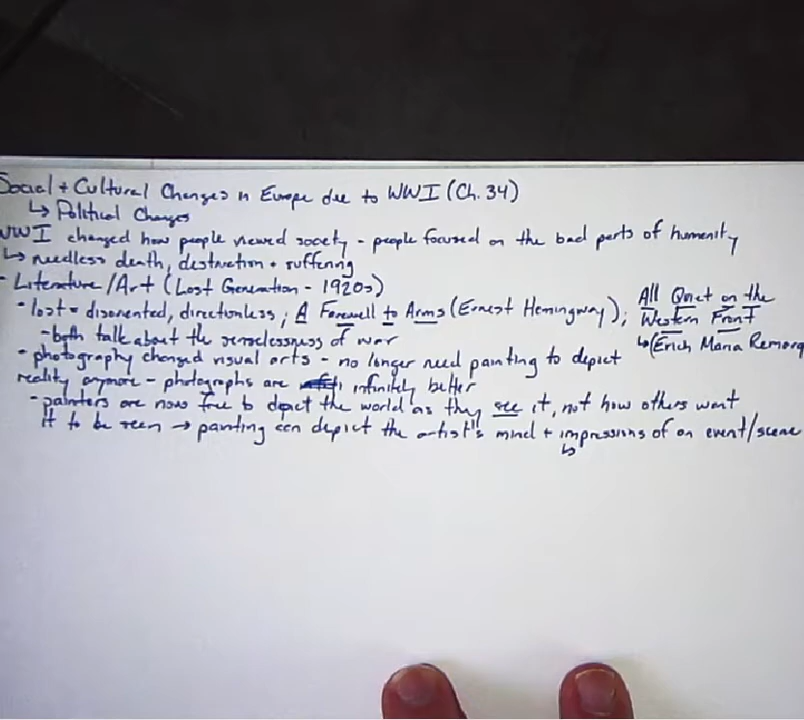 Social + Cultural Changes in Europe due to WWI (Ch. 34)
↳ Political Changes
WWI changed how people viewed society - people focused on the bad parts of humanity
↳ needless death, destruction + suffering
- Literature/Art (Lost Generation - 1920s)
• lost = disoriented, directionless; A Farewell to Arms (Ernest Hemingway); All Quiet on the
Western Front
↳ (Erich Maria Remarq
- both talk about the senselessness of war
• photography changed visual arts - no longer need painting to depict
reality anymore - photographs are infinitely better
- painters are now free to depict the world as they see it, not how others want
it to be seen → painting can depict the artist's mind + impressions of an event/scene
↳